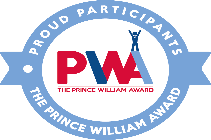 PROUD PARTICIPANTS
PWA
THE PRINCE WILLIAM AWARD
THE PRINCE WILLIAM AWARD